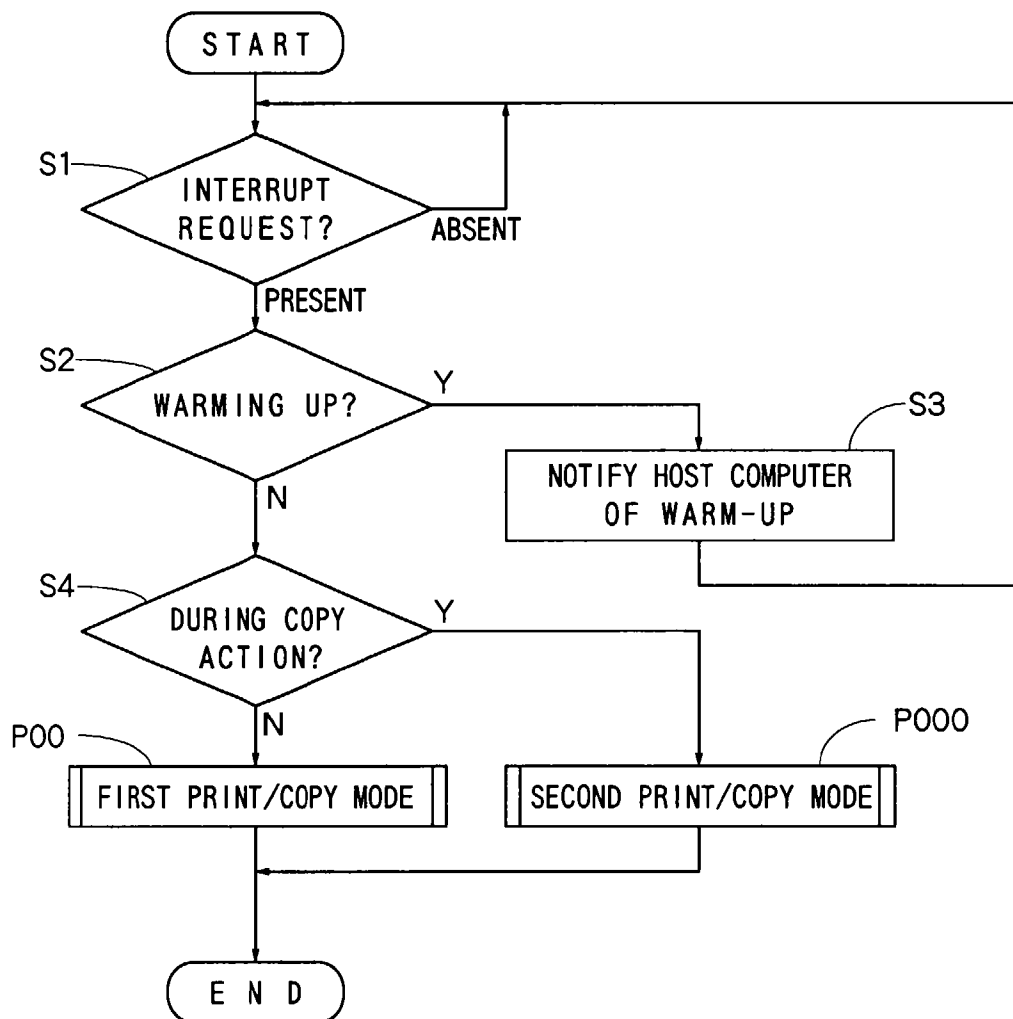 START
S1
INTERRUPT
REQUEST?
ABSENT
PRESENT
S2
WARMING UP?
Y
S3
NOTIFY HOST COMPUTER
OF WARM-UP
N
S4
DURING COPY
ACTION?
Y
N
P00
P000
FIRST PRINT/COPY MODE
SECOND PRINT/COPY MODE
END